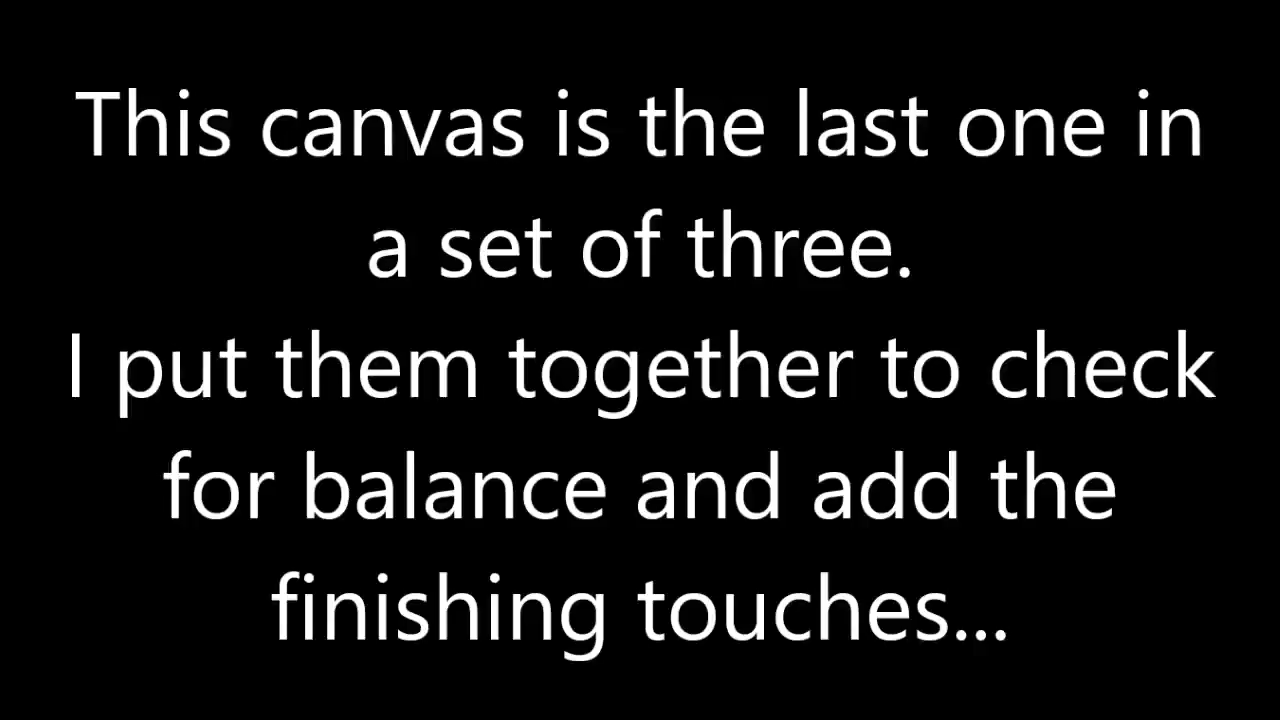 This canvas is the last one in
a set of three.
I put them together to check
for balance and add the
finishing touches...